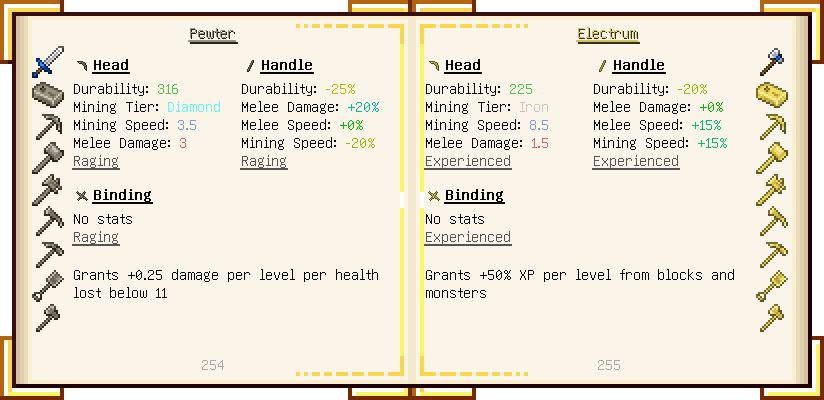 Pewter
Head
Durability: 316
Mining Tier: Diamond
Mining Speed: 3.5
Melee Damage: 3
Raging
Handle
Durability: -25%
Melee Damage: +20%
Melee Speed: +0%
Mining Speed: -20%
Raging
Binding
No stats
Raging
Grants +0.25 damage per level per health
lost below 11
254
Electrum
Head
Durability: 225
Mining Tier: Iron
Mining Speed: 8.5
Melee Damage: 1.5
Experienced
Handle
Durability: -20%
Melee Damage: +0%
Melee Speed: +15%
Mining Speed: +15%
Experienced
Binding
No stats
Experienced
Grants +50% XP per level from blocks and
monsters
255